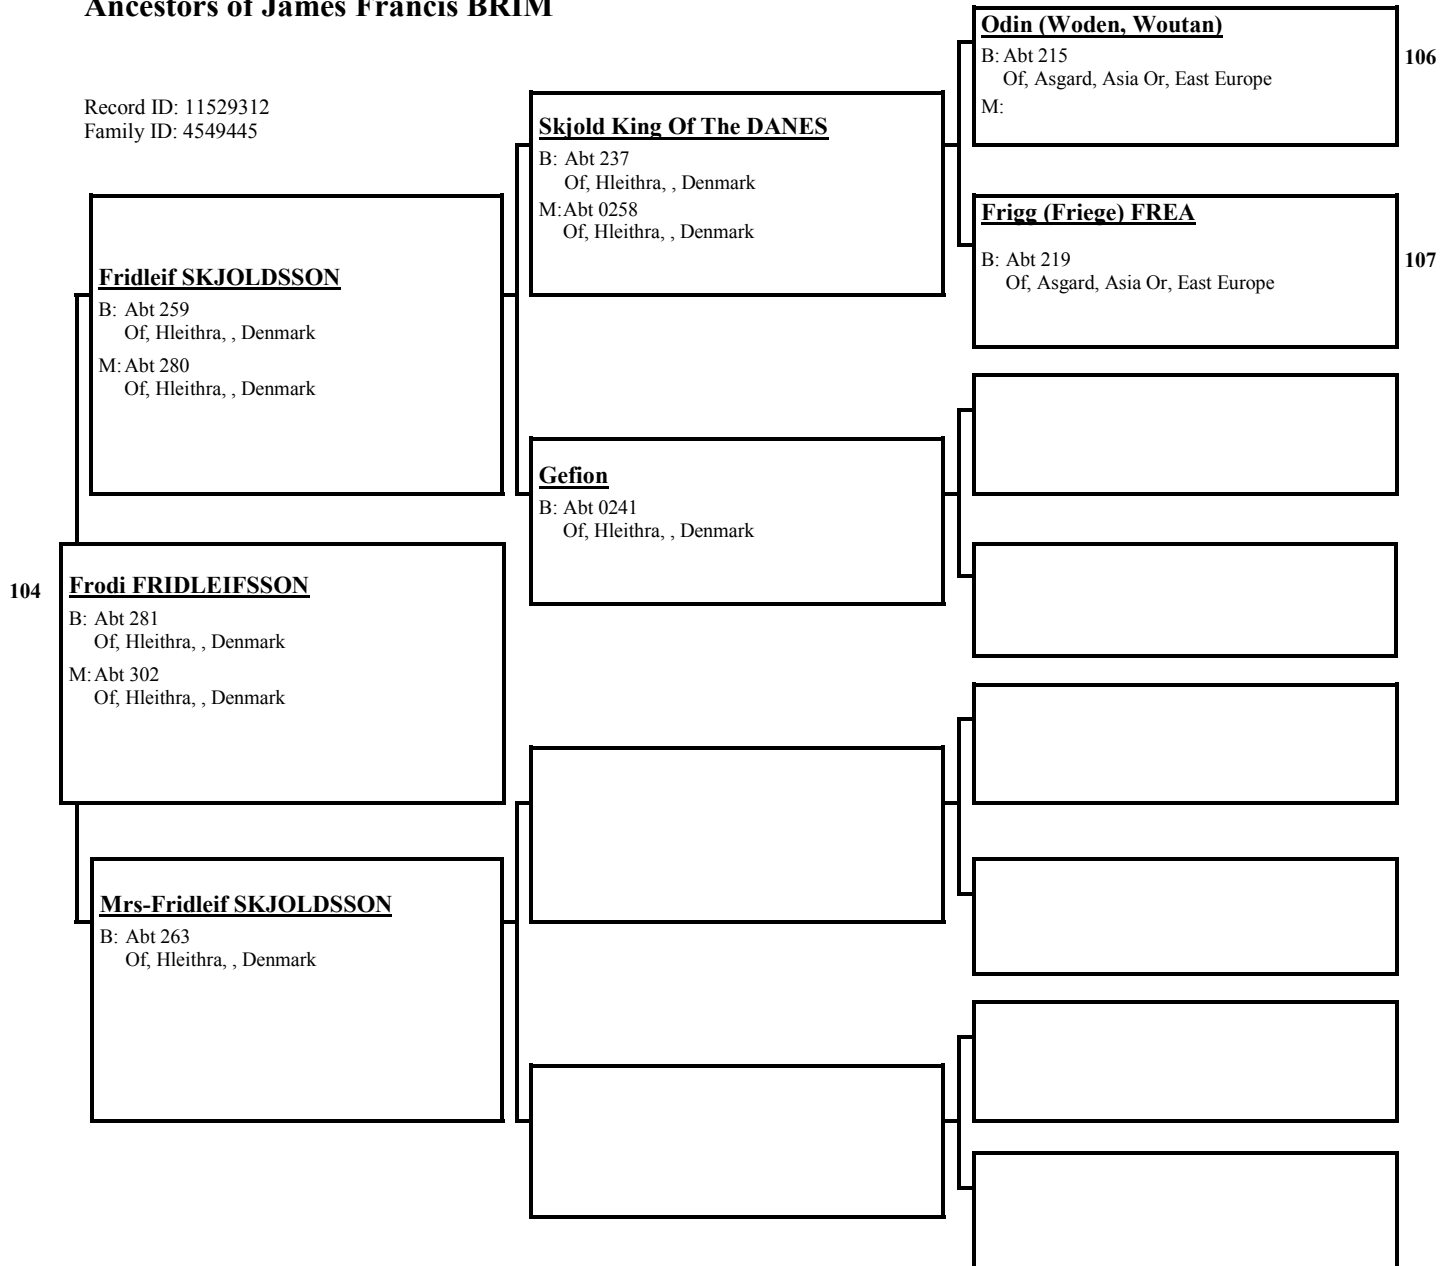 Ancestors of James Francis BRIM
Record ID: 11529312
Family ID: 4549445
Odin (Woden, Woutan)
B: Abt 215
Of, Asgard, Asia Or, East Europe
M:
106
Skjold King Of The DANES
B: Abt 237
Of, Hleithra, , Denmark
M: Abt 0258
Of, Hleithra, , Denmark
Frigg (Friege) FREA
B: Abt 219
Of, Asgard, Asia Or, East Europe
107
Fridleif SKJOLDSSON
B: Abt 259
Of, Hleithra, , Denmark
M: Abt 280
Of, Hleithra, , Denmark
Gefion
B: Abt 0241
Of, Hleithra, , Denmark
104
Frodi FRIDLEIFSSON
B: Abt 281
Of, Hleithra, , Denmark
M: Abt 302
Of, Hleithra, , Denmark
Mrs-Fridleif SKJOLDSSON
B: Abt 263
Of, Hleithra, , Denmark